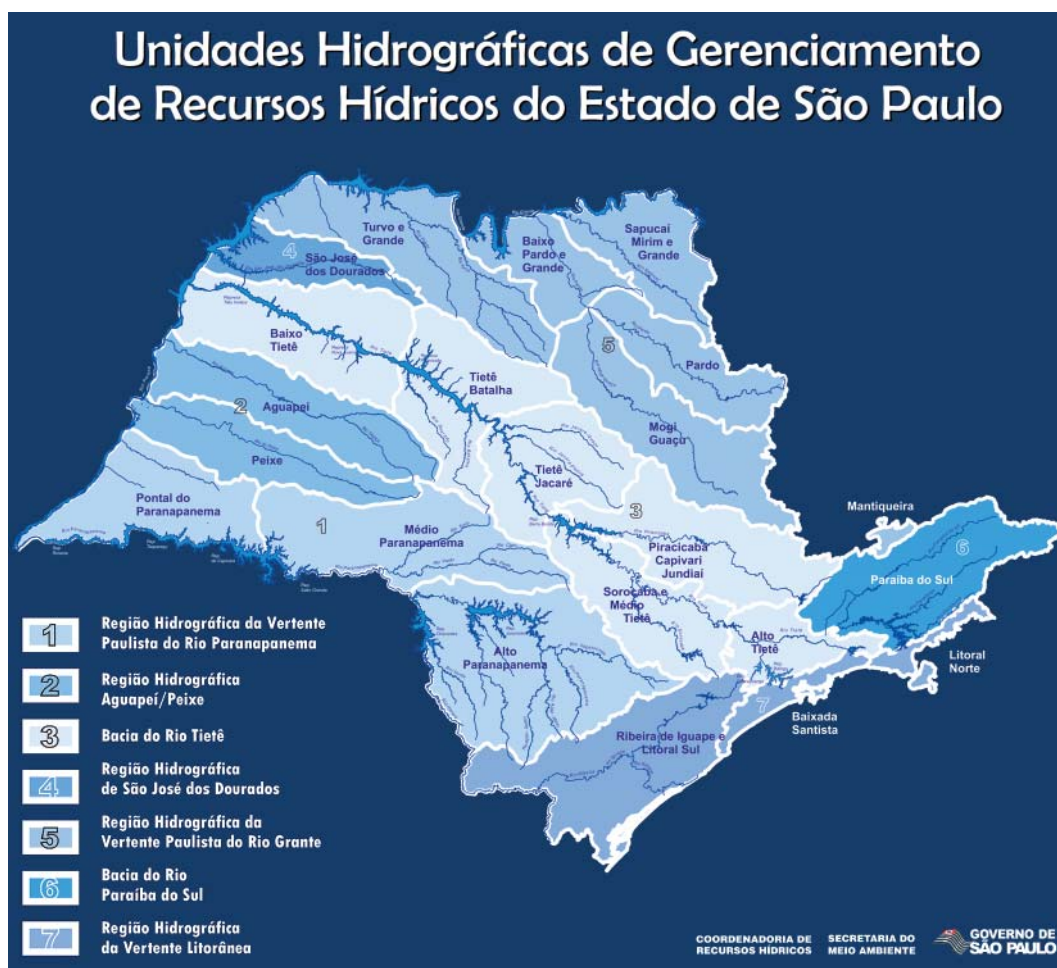 Unidades Hidrográficas de Gerenciamento
de Recursos Hídricos do Estado de São Paulo
Turvo e
Grande
Baixo
Pardo e
Grande
Sapucaí
Mirim e
Grande
4
São José
dos Dourados
Baixo
Tietê
Tietê
Batalha
5
Pardo
2
Aguapeí
Peixe
Mogi
Guaçu
Tietê
Jacaré
Pontal do
Paranapanema
1
Médio
Paranapanema
3
Piracicaba
Capivari
Jundiaí
Mantiqueira
6
Paraíba do Sul
Sorocaba e
Médio
Tietê
Alto
Tietê
Rio Tietê
Alto
Paranapanema
Litoral
Norte
7
Baixada
Santista
Ribeira de Iguape e
Litoral Sul
1 Região Hidrográfica da Vertente
Paulista do Rio Paranapanema
2 Região Hidrográfica
Aguapeí/Peixe
3 Bacia do Rio Tietê
4 Região Hidrográfica
de São José dos Dourados
5 Região Hidrográfica da
Vertente Paulista do Rio Grante
6 Bacia do Rio
Paraíba do Sul
7 Região Hidrográfica
da Vertente Litorânea
COORDENADORIA DE
RECURSOS HÍDRICOS
SECRETARIA DO
MEIO AMBIENTE
GOVERNO DE
SÃO PAULO